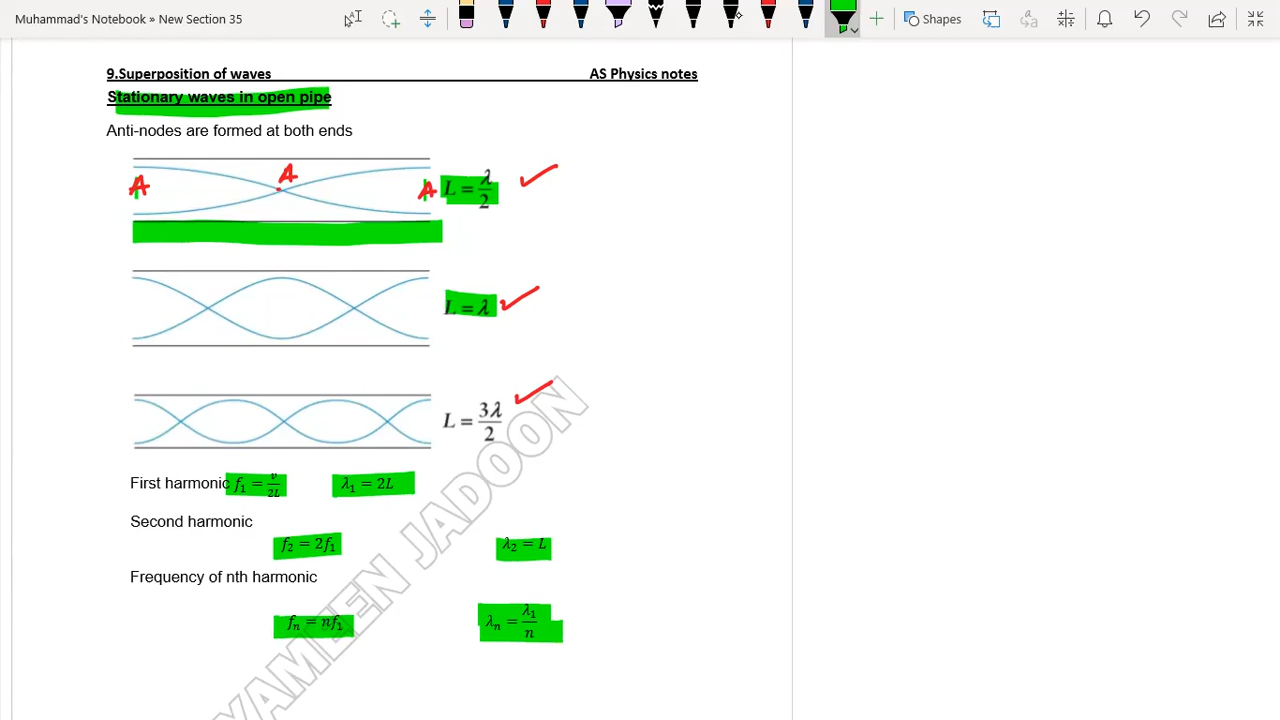 Muhammad's Notebook » New Section 35
Shapes
9.Superposition of waves AS Physics notes
Stationary waves in open pipe
Anti-nodes are formed at both ends
A A A L = λ/2
L = λ
L = 3λ/2
First harmonic f₁ = v/2L λ₁ = 2L
Second harmonic
f₂ = 2f₁ λ₂ = L
Frequency of nth harmonic
fₙ = nf₁ λₙ = λ₁/n
YAMEEN JADOON